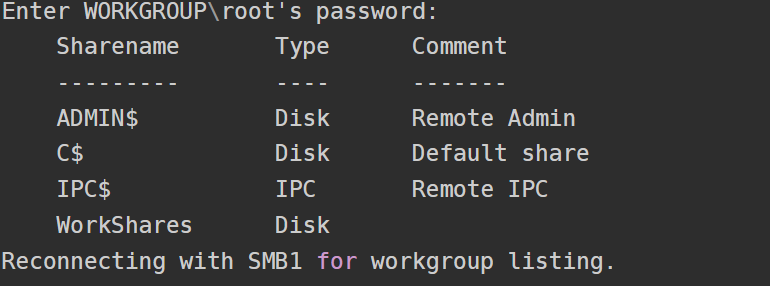 Enter WORKGROUP\root's password:
    Sharename       Type      Comment
    ---------       ----      -------
    ADMIN$          Disk      Remote Admin
    C$              Disk      Default share
    IPC$            IPC       Remote IPC
    WorkShares      Disk
Reconnecting with SMB1 for workgroup listing.